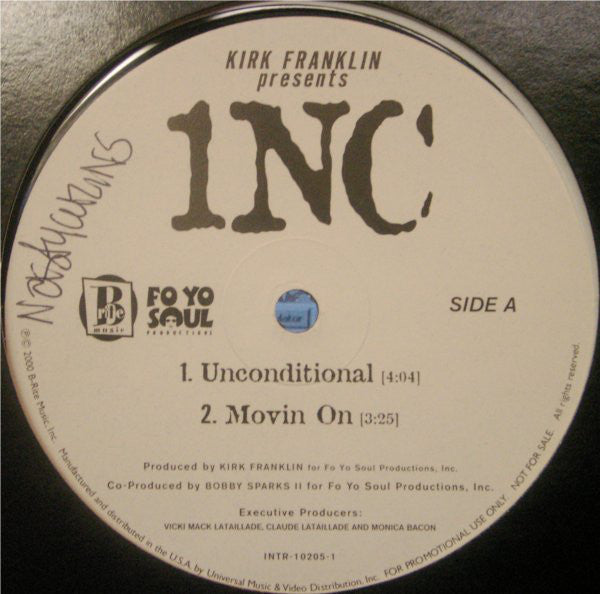 KIRK FRANKLIN
presents
1NC
B
Rite
music
FO YO
SOUL
PRODUCTIONS
SIDE A
1. Unconditional [4:04]
2. Movin On [3:25]
Produced by KIRK FRANKLIN for Fo Yo Soul Productions, Inc.
Co-Produced by BOBBY SPARKS II for Fo Yo Soul Productions, Inc.
Executive Producers:
VICKI MACK LATAILLADE, CLAUDE LATAILLADE AND MONICA BACON
INTR-10205-1
℗ © 2000 B-Rite Music, Inc. Manufactured and distributed in the U.S.A. by Universal Music & Video Distribution, Inc. FOR PROMOTIONAL USE ONLY. NOT FOR SALE. All rights reserved.